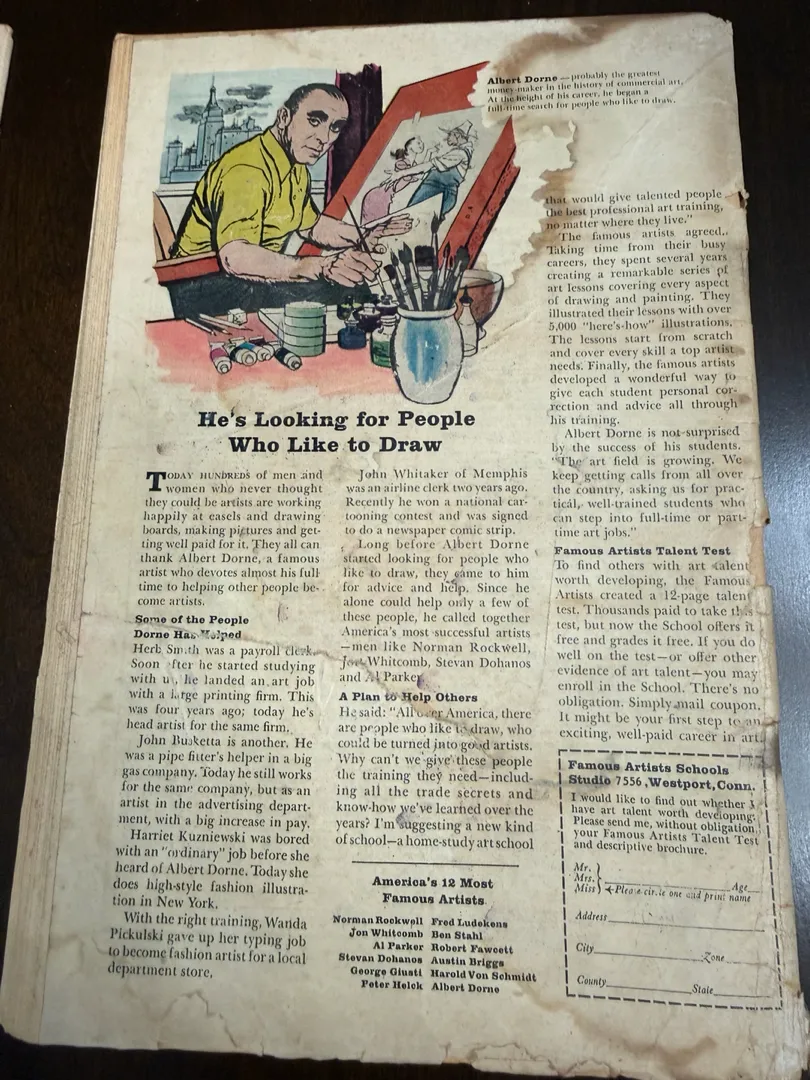 Albert Dorne — probably the greatest
money-maker in the history of commercial art.
At the height of his career, he began a
full-time search for people who like to draw.
He's Looking for People
Who Like to Draw
TODAY HUNDREDS of men and
women who never thought
they could be artists are working
happily at easels and drawing
boards, making pictures and get-
ting well paid for it. They all can
thank Albert Dorne, a famous
artist who devotes almost his full
time to helping other people be-
come artists.
Some of the People
Dorne Has Helped
Herb Smith was a payroll clerk.
Soon after he started studying
with us, he landed an art job
with a large printing firm. This
was four years ago; today he's
head artist for the same firm.
John Busketta is another. He
was a pipe fitter's helper in a big
gas company. Today he still works
for the same company, but as an
artist in the advertising depart-
ment, with a big increase in pay.
Harriet Kuzniewski was bored
with an "ordinary" job before she
heard of Albert Dorne. Today she
does high-style fashion illustra-
tion in New York.
With the right training, Wanda
Pickulski gave up her typing job
to become fashion artist for a local
department store.
John Whitaker of Memphis
was an airline clerk two years ago.
Recently he won a national car-
tooning contest and was signed
to do a newspaper comic strip.
Long before Albert Dorne
started looking for people who
like to draw, they came to him
for advice and help. Since he
alone could help only a few of
these people, he called together
America's most successful artists
—men like Norman Rockwell,
Jon Whitcomb, Stevan Dohanos
and Al Parker.
A Plan to Help Others
He said: "All over America, there
are people who like to draw, who
could be turned into good artists.
Why can't we give these people
the training they need—includ-
ing all the trade secrets and
know-how we've learned over the
years? I'm suggesting a new kind
of school—a home-study art school
that would give talented people
the best professional art training,
no matter where they live."
The famous artists agreed.
Taking time from their busy
careers, they spent several years
creating a remarkable series of
art lessons covering every aspect
of drawing and painting. They
illustrated their lessons with over
5,000 "here's-how" illustrations.
The lessons start from scratch
and cover every skill a top artist
needs. Finally, the famous artists
developed a wonderful way to
give each student personal cor-
rection and advice all through
his training.
Albert Dorne is not surprised
by the success of his students.
"The art field is growing. We
keep getting calls from all over
the country, asking us for prac-
tical, well-trained students who
can step into full-time or part-
time art jobs."
Famous Artists Talent Test
To find others with art talent
worth developing, the Famous
Artists created a 12-page talent
test. Thousands paid to take this
test, but now the School offers it
free and grades it free. If you do
well on the test—or offer other
evidence of art talent—you may
enroll in the School. There's no
obligation. Simply mail coupon.
It might be your first step to an
exciting, well-paid career in art.
America's 12 Most
Famous Artists
Norman Rockwell Fred Ludekens
Jon Whitcomb Ben Stahl
Al Parker Robert Fawcett
Stevan Dohanos Austin Briggs
George Giusti Harold Von Schmidt
Peter Helck Albert Dorne
Famous Artists Schools
Studio 7556, Westport, Conn.
I would like to find out whether I
have art talent worth developing.
Please send me, without obligation,
your Famous Artists Talent Test
and descriptive brochure.
Mr.
Mrs. Age
Miss (Please circle one and print name
Address
City Zone
County State